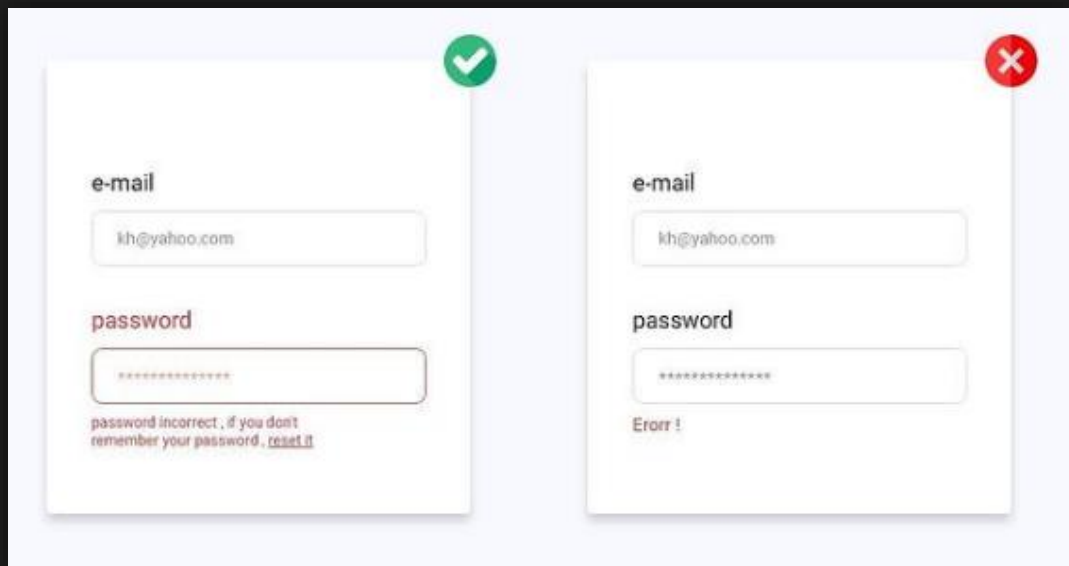 e-mail
kh@yahoo.com
password
**************
password incorrect , if you don't
remember your password , reset it
e-mail
kh@yahoo.com
password
**************
Erorr !